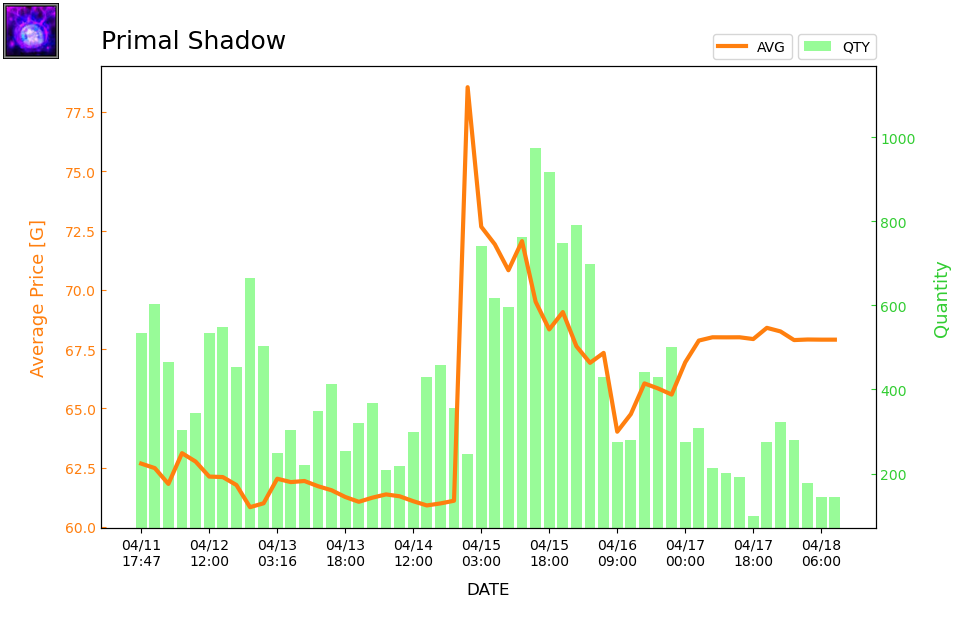 Primal Shadow
AVG
QTY
77.5
75.0
72.5
70.0
67.5
65.0
62.5
60.0
Average Price [G]
1000
800
600
400
200
Quantity
04/11 04/12 04/13 04/13 04/14 04/15 04/15 04/16 04/17 04/17 04/18
17:47 12:00 03:16 18:00 12:00 03:00 18:00 09:00 00:00 18:00 06:00
DATE